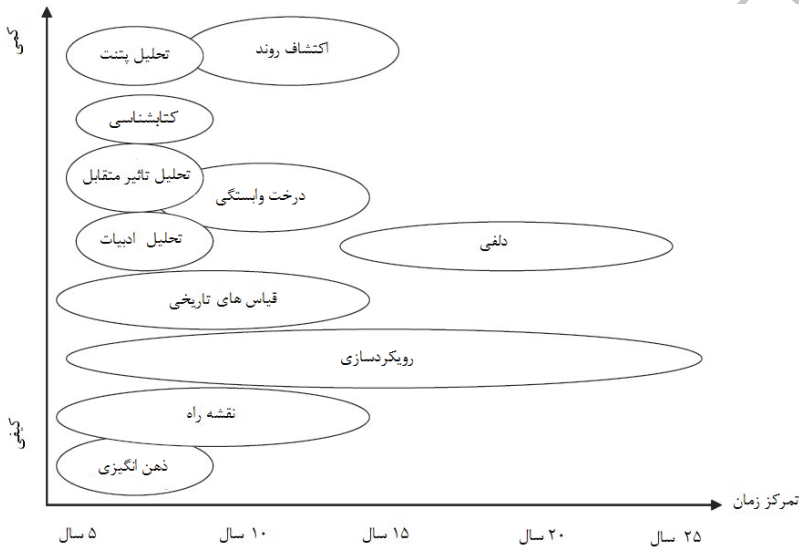 کمی
تحلیل پتنت
اکتشاف روند
کتابشناسی
تحلیل تاثیر متقابل
درخت وابستگی
تحلیل ادبیات
دلفی
قیاس های تاریخی
رویکردسازی
نقشه راه
کیفی
ذهن انگیزی
تمرکز زمان
۵ سال
۱۰ سال
۱۵ سال
۲۰ سال
۲۵ سال